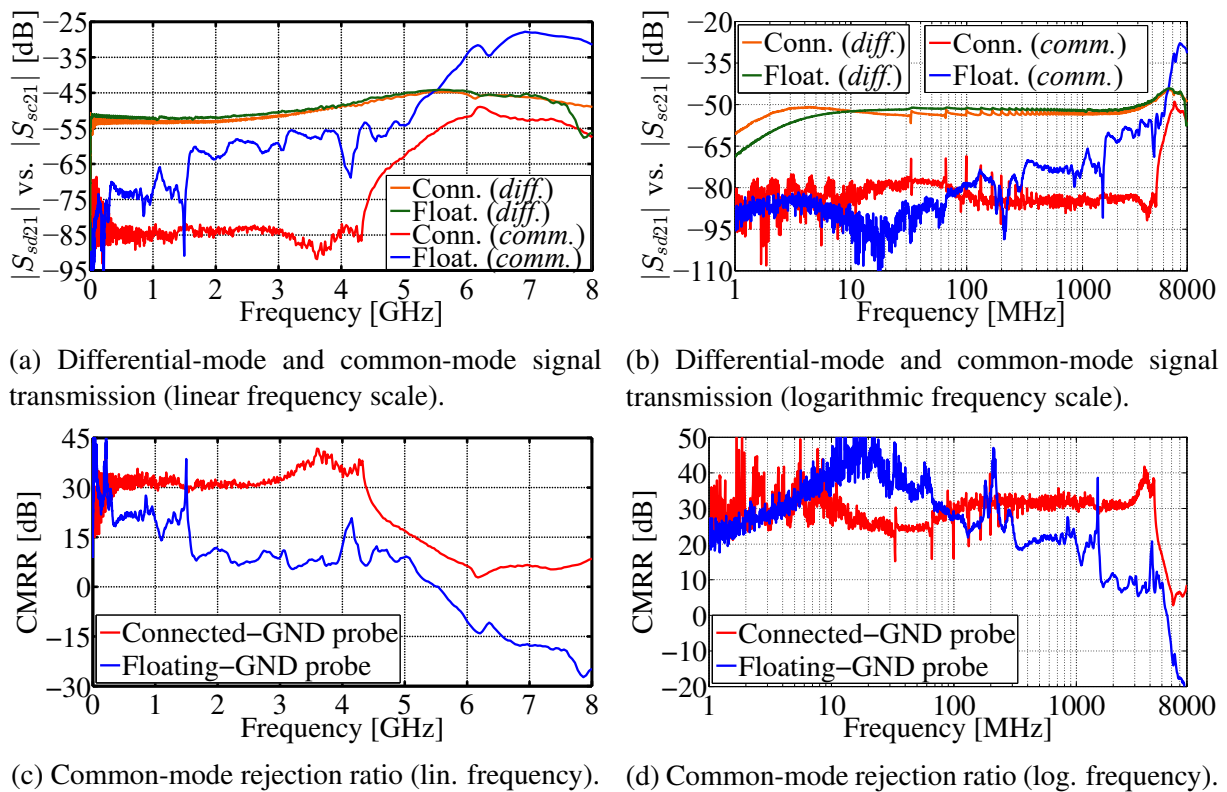 |Ssd21| vs. |Ssc21| [dB]
−25
−35
−45
−55
−65
−75
−85
−95
Conn. (diff.)
Float. (diff.)
Conn. (comm.)
Float. (comm.)
0 1 2 3 4 5 6 7 8
Frequency [GHz]
(a) Differential-mode and common-mode signal
transmission (linear frequency scale).
|Ssd21| vs. |Ssc21| [dB]
−20
−35
−50
−65
−80
−95
−110
Conn. (diff.)
Float. (diff.)
Conn. (comm.)
Float. (comm.)
1 10 100 1000 8000
Frequency [MHz]
(b) Differential-mode and common-mode signal
transmission (logarithmic frequency scale).
CMRR [dB]
45
30
15
0
−15
−30
Connected−GND probe
Floating−GND probe
0 1 2 3 4 5 6 7 8
Frequency [GHz]
(c) Common-mode rejection ratio (lin. frequency).
CMRR [dB]
50
40
30
20
10
0
−10
−20
Connected−GND probe
Floating−GND probe
1 10 100 1000 8000
Frequency [MHz]
(d) Common-mode rejection ratio (log. frequency).